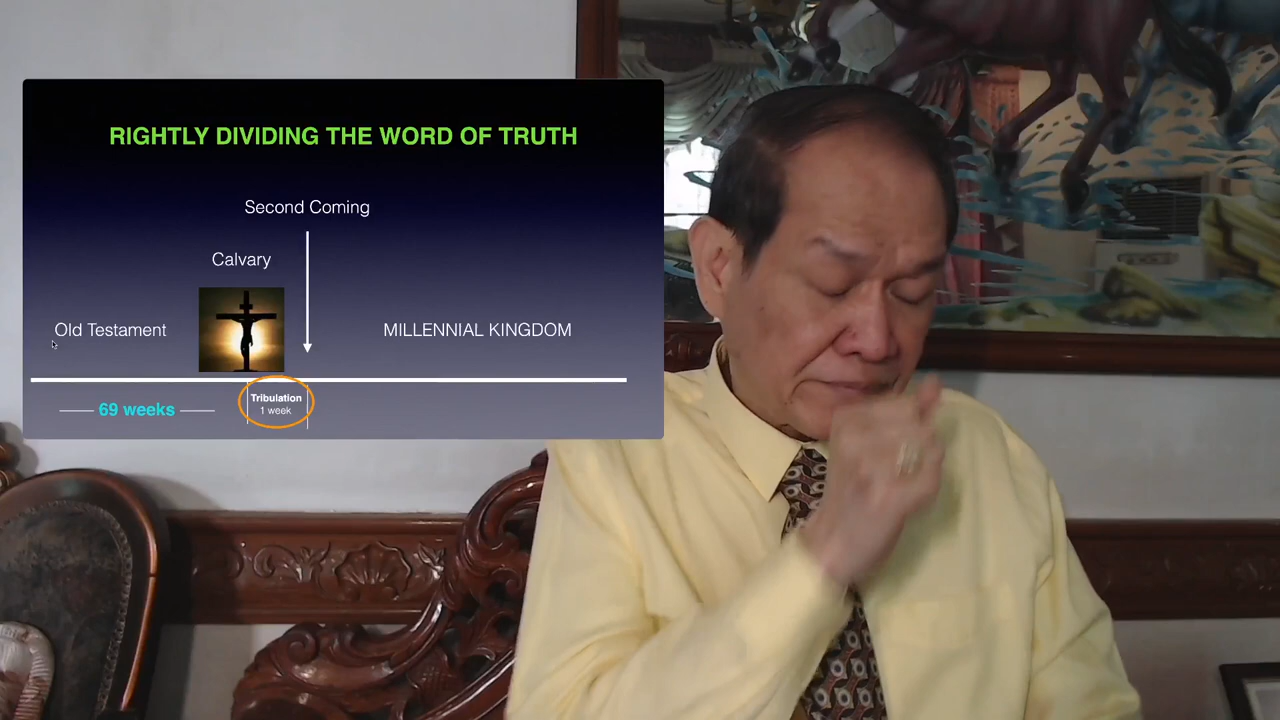 RIGHTLY DIVIDING THE WORD OF TRUTH
Second Coming
Calvary
Old Testament
MILLENNIAL KINGDOM
69 weeks
Tribulation
1 week